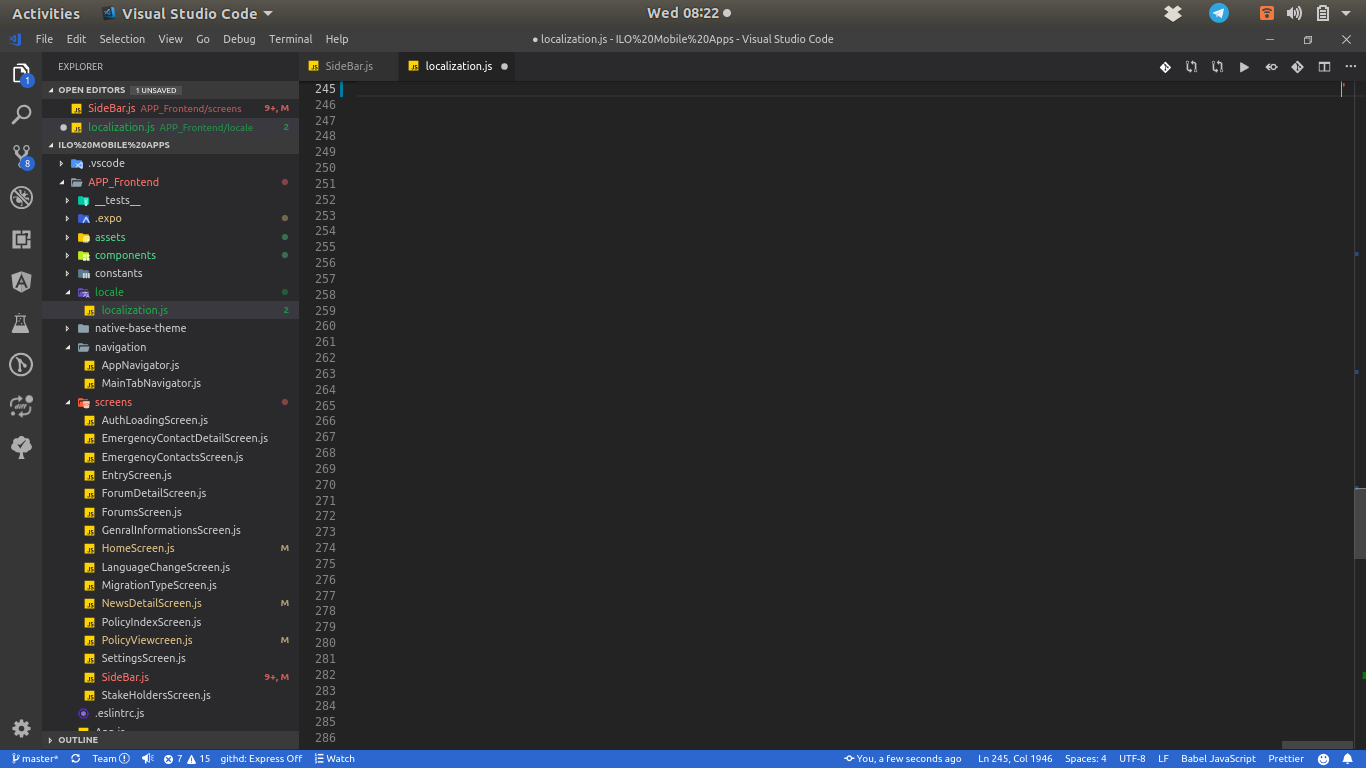 Activities Visual Studio Code Wed 08:22
File Edit Selection View Go Debug Terminal Help
● localization.js - ILO%20Mobile%20Apps - Visual Studio Code
EXPLORER
SideBar.js localization.js
OPEN EDITORS 1 UNSAVED
SideBar.js APP_Frontend/screens 9+, M
localization.js APP_Frontend/locale 2
ILO%20MOBILE%20APPS
.vscode
APP_Frontend
__tests__
.expo
assets
components
constants
locale
localization.js 2
native-base-theme
navigation
AppNavigator.js
MainTabNavigator.js
screens
AuthLoadingScreen.js
EmergencyContactDetailScreen.js
EmergencyContactsScreen.js
EntryScreen.js
ForumDetailScreen.js
ForumsScreen.js
GenralInformationsScreen.js
HomeScreen.js M
LanguageChangeScreen.js
MigrationTypeScreen.js
NewsDetailScreen.js M
PolicyIndexScreen.js
PolicyViewcreen.js M
SettingsScreen.js
SideBar.js 9+, M
StakeHoldersScreen.js
.eslintrc.js
App.js
OUTLINE
1
8
245
246
247
248
249
250
251
252
253
254
255
256
257
258
259
260
261
262
263
264
265
266
267
268
269
270
271
272
273
274
275
276
277
278
279
280
281
282
283
284
285
286
master* Team 7 15 githd: Express Off Watch You, a few seconds ago Ln 245, Col 1946 Spaces: 4 UTF-8 LF Babel JavaScript Prettier